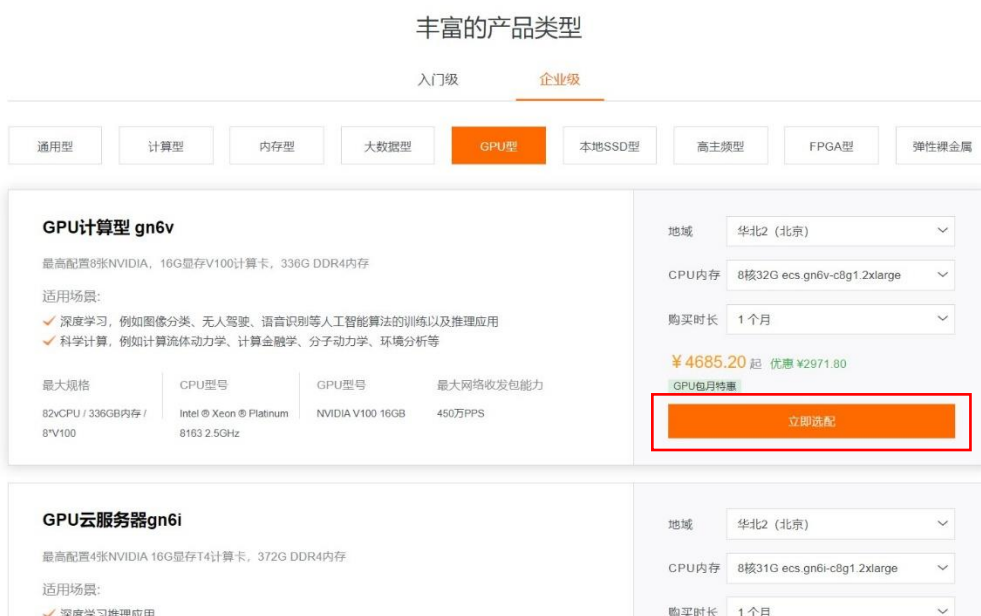 丰富的产品类型
入门级 企业级
通用型 计算型 内存型 大数据型 GPU型 本地SSD型 高主频型 FPGA型 弹性裸金属
GPU计算型 gn6v
最高配置8张NVIDIA, 16G显存V100计算卡, 336G DDR4内存
适用场景:
深度学习, 例如图像分类、无人驾驶、语音识别等人工智能算法的训练以及推理应用
科学计算, 例如计算流体动力学、计算金融学、分子动力学、环境分析等
最大规格 CPU型号 GPU型号 最大网络收发包能力
82vCPU / 336GB内存 / Intel ® Xeon ® Platinum NVIDIA V100 16GB 450万PPS
8*V100 8163 2.5GHz
地域 华北2 (北京)
CPU内存 8核32G ecs.gn6v-c8g1.2xlarge
购买时长 1个月
¥ 4685.20 起 优惠 ¥2971.80
GPU包月特惠
立即选配
GPU云服务器gn6i
最高配置4张NVIDIA 16G显存T4计算卡, 372G DDR4内存
适用场景:
深度学习推理应用
地域 华北2 (北京)
CPU内存 8核31G ecs.gn6i-c8g1.2xlarge
购买时长 1个月